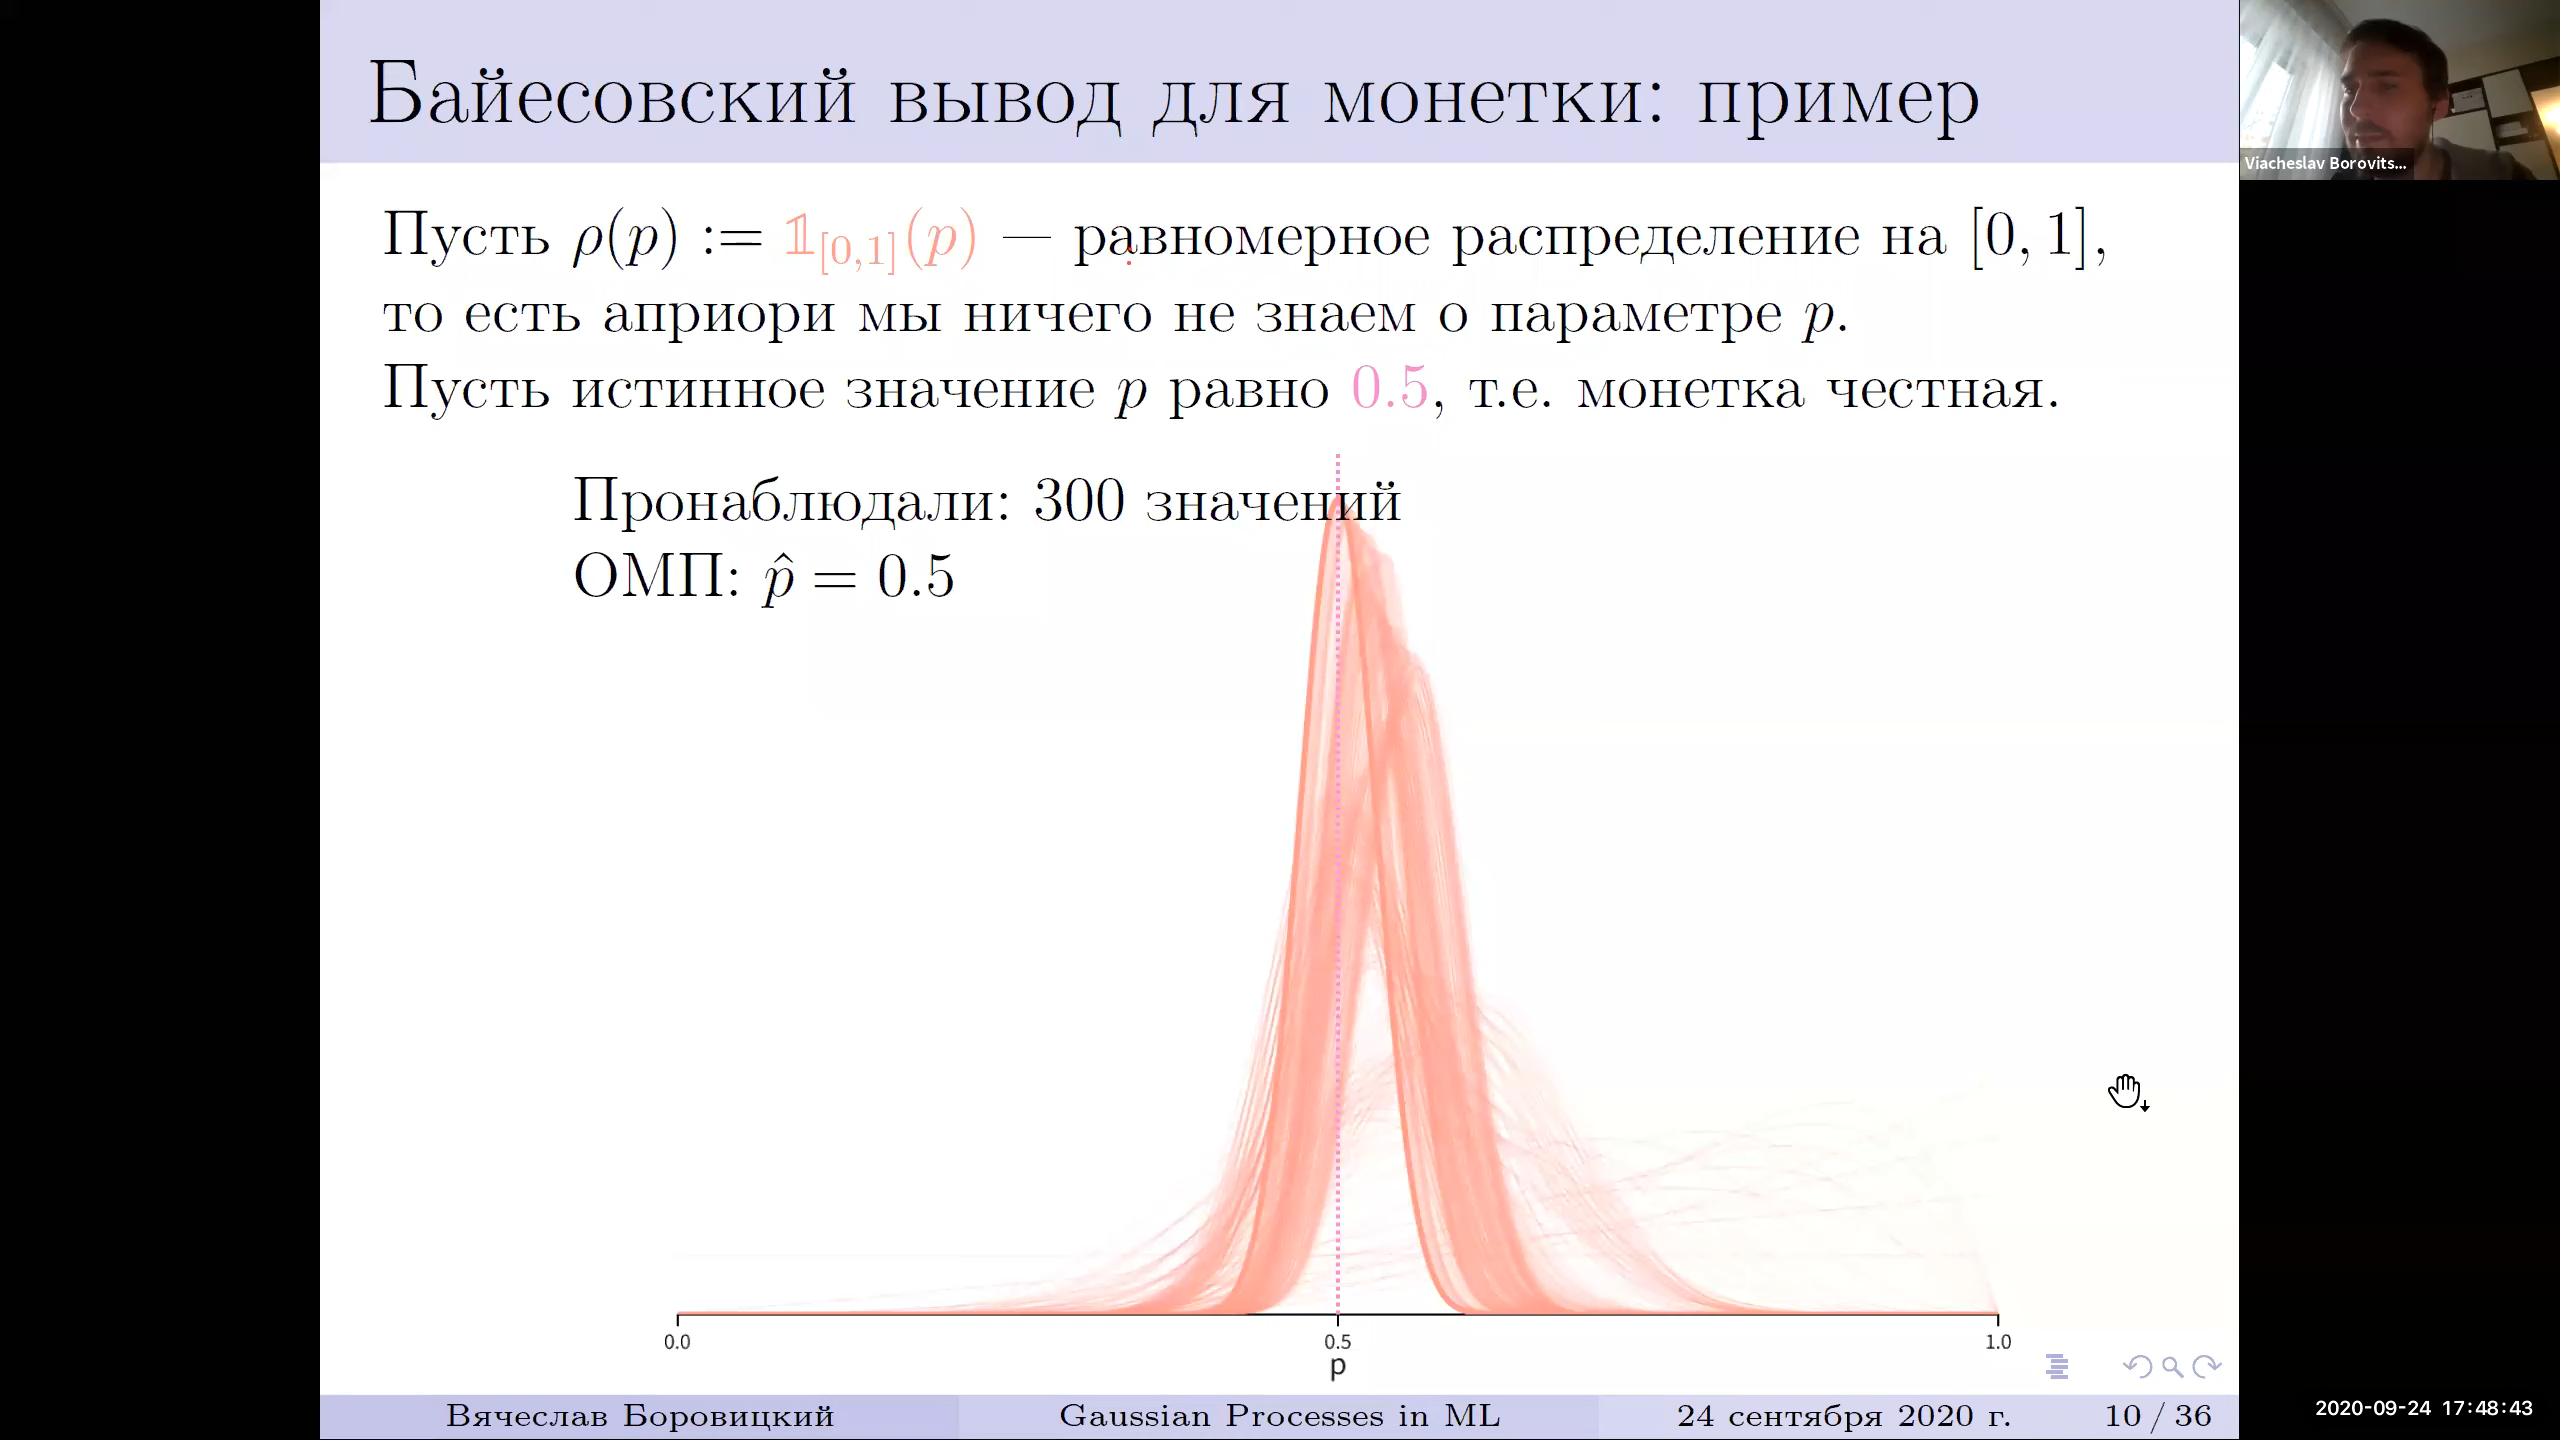 Байесовский вывод для монетки: пример
Viacheslav Borovits...
Пусть ρ(p) := 𝟙[0,1](p) — равномерное распределение на [0, 1],
то есть априори мы ничего не знаем о параметре p.
Пусть истинное значение p равно 0.5, т.е. монетка честная.
Пронаблюдали: 300 значений
ОМП: p̂ = 0.5
0.0 0.5 1.0
p
Вячеслав Боровицкий Gaussian Processes in ML 24 сентября 2020 г. 10 / 36
2020-09-24 17:48:43